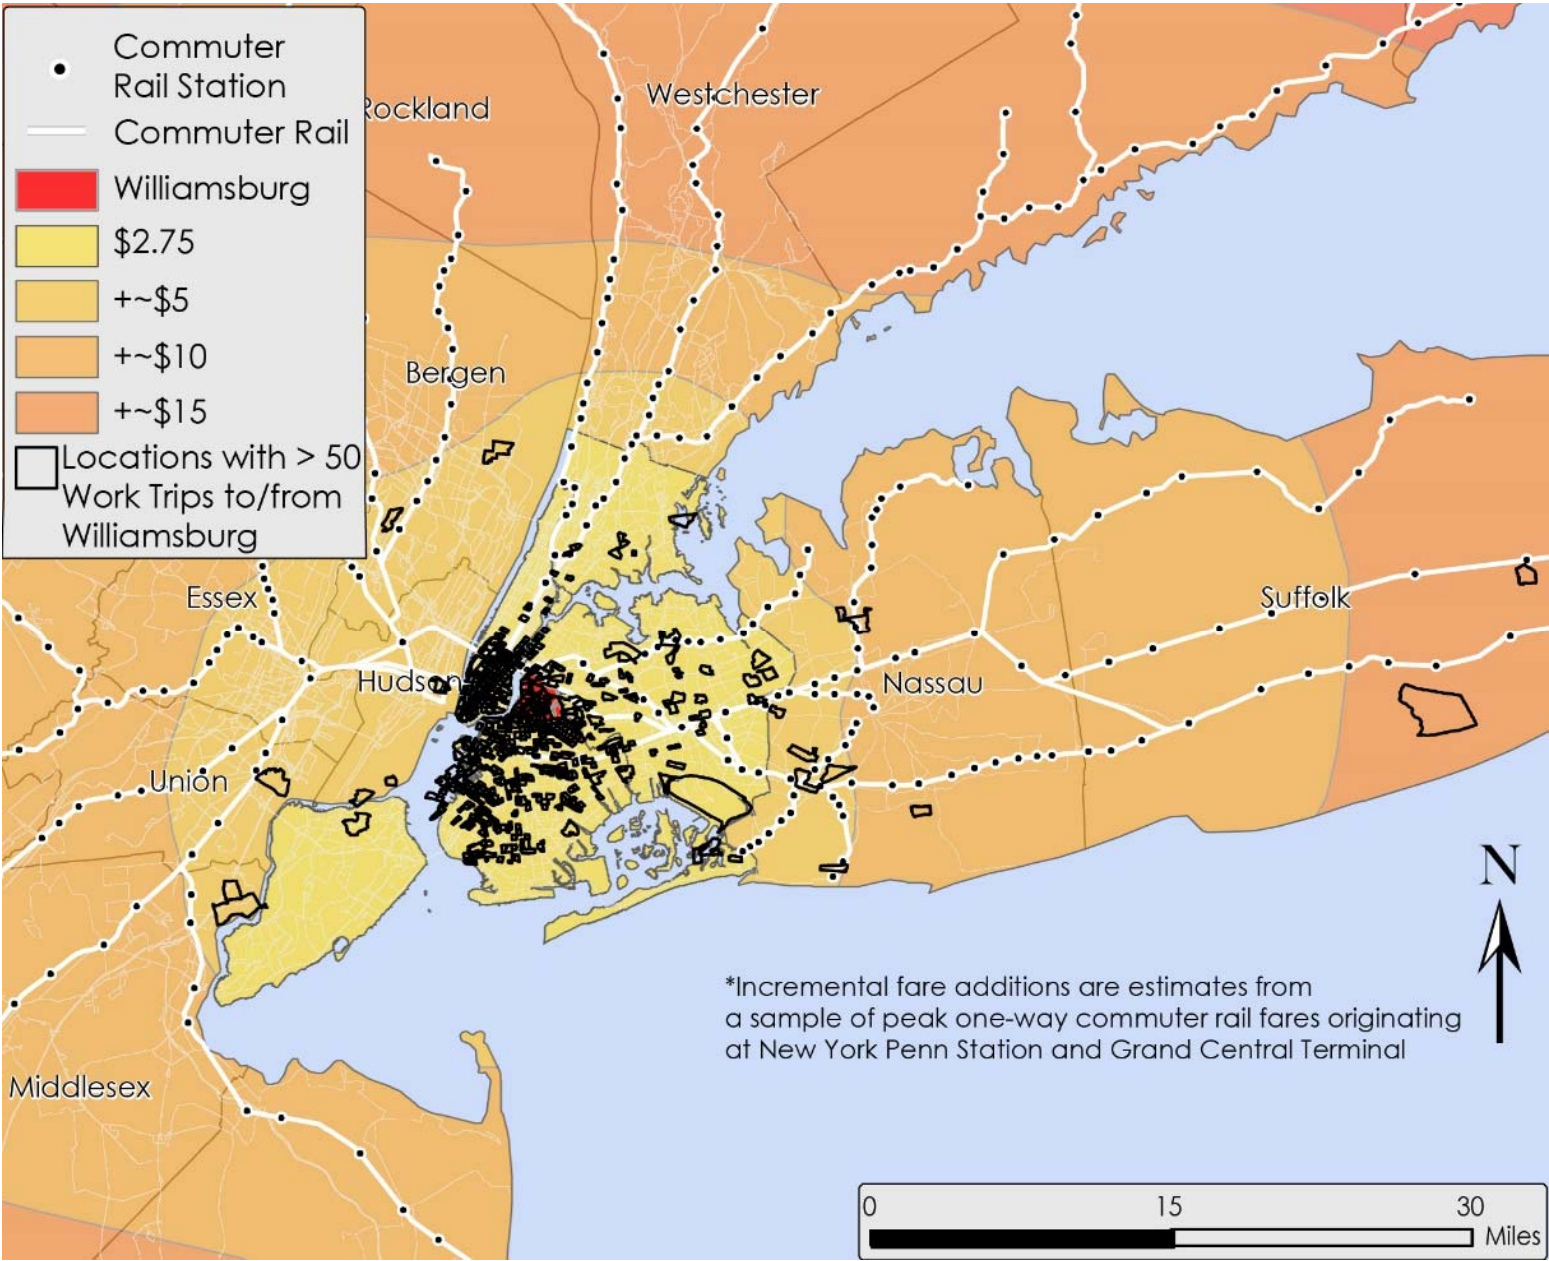 Commuter
Rail Station
Commuter Rail
Williamsburg
$2.75
+~$5
+~$10
+~$15
Locations with > 50
Work Trips to/from
Williamsburg
Rockland
Westchester
Bergen
Essex
Hudson
Union
Middlesex
Nassau
Suffolk
N
*Incremental fare additions are estimates from
a sample of peak one-way commuter rail fares originating
at New York Penn Station and Grand Central Terminal
0 15 30
Miles